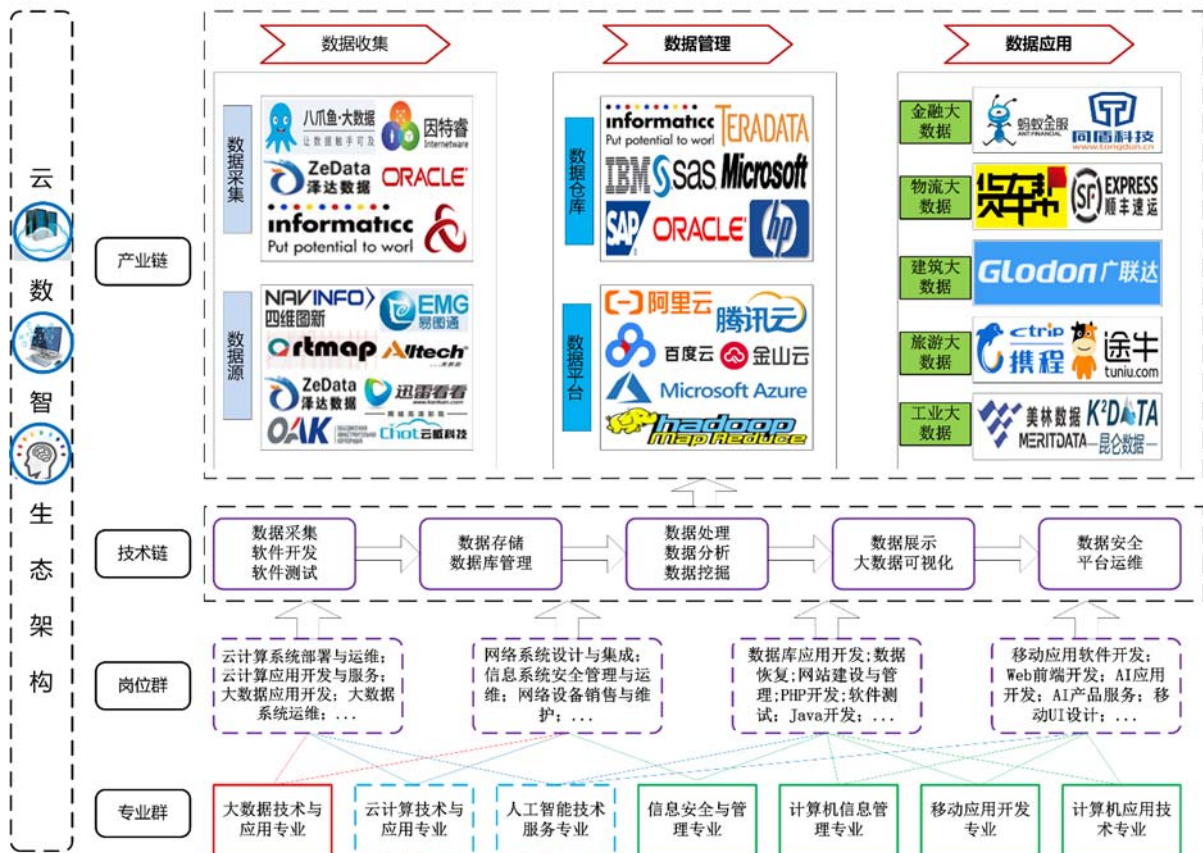 云
数
智
生
态
架
构
产业链
数据收集
数据管理
数据应用
数据采集
八爪鱼·大数据
让数据触手可及
因特睿
Internetware
ZeData
泽达数据
ORACLE
informatica
Put potential to worl
数据源
NAVINFO
四维图新
EMG
易图通
artmap
Alltech
ZeData
泽达数据
迅雷看看
www.kankan.com
OAK
Chot云威科技
数据仓库
informatica
Put potential to worl
TERADATA
IBM
sas
Microsoft
SAP
ORACLE
hp
数据平台
阿里云
腾讯云
百度云
金山云
Microsoft Azure
hadoop
Map Reduce
金融大
数据
蚂蚁金服
ANT FINANCIAL
同盾科技
www.tongdun.cn
物流大
数据
货车帮
SF
EXPRESS
顺丰速运
建筑大
数据
GLodon广联达
旅游大
数据
ctrip
携程
途牛
tuniu.com
工业大
数据
美林数据
MERITDATA
K²DATA
昆仑数据
技术链
数据采集
软件开发
软件测试
数据存储
数据库管理
数据处理
数据分析
数据挖掘
数据展示
大数据可视化
数据安全
平台运维
岗位群
云计算系统部署与运维;
云计算应用开发与服务;
大数据应用开发; 大数据
系统运维; ...
网络系统设计与集成;
信息系统安全管理与运
维; 网络设备销售与维
护; ...
数据库应用开发;数据
恢复;网站建设与
管理;PHP开发;软件测
试; Java开发; ...
移动应用软件开发;
Web前端开发; AI应用
开发; AI产品服务; 移
动UI设计; ...
专业群
大数据技术与
应用专业
云计算技术与
应用专业
人工智能技术
服务专业
信息安全与管
理专业
计算机信息管
理专业
移动应用开发
专业
计算机应用技
术专业